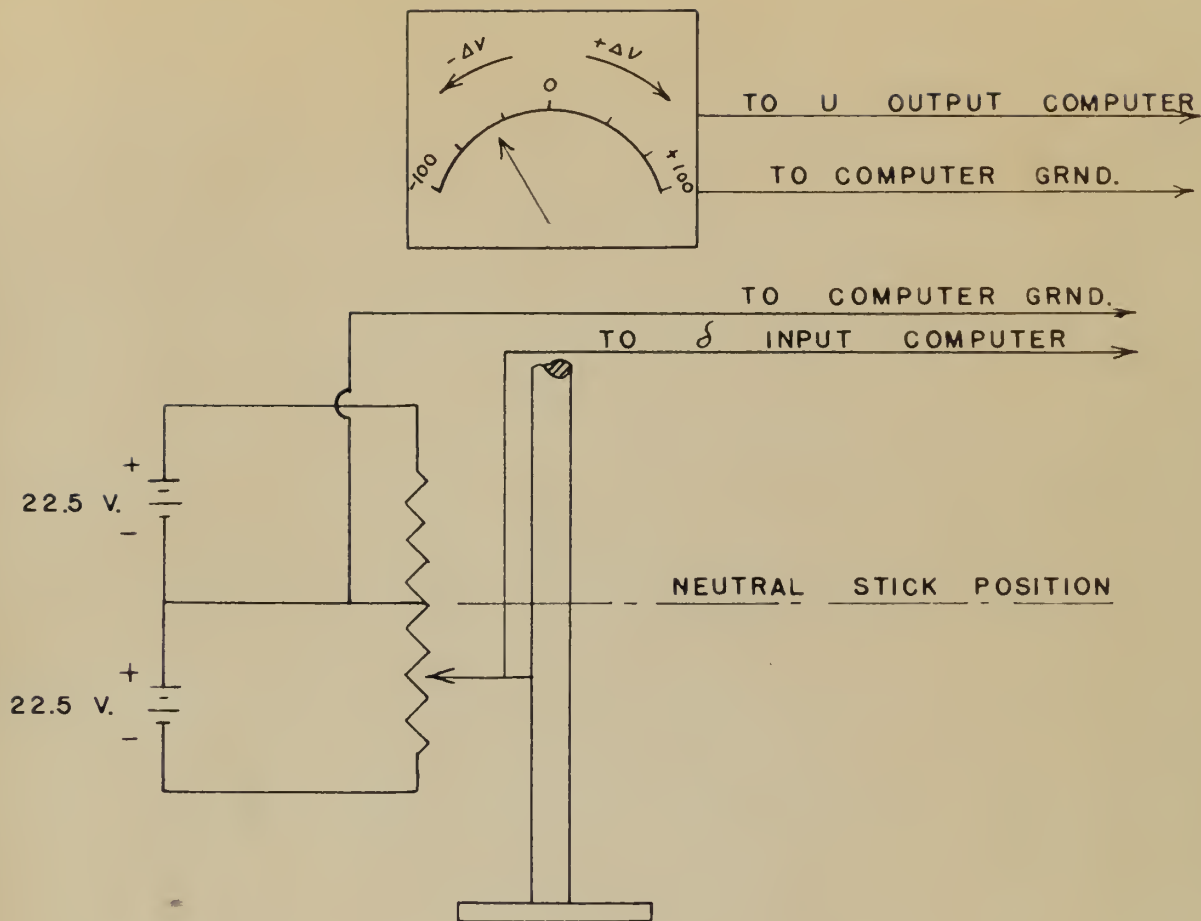 -ΔV +ΔU
0
-100 +100
TO U OUTPUT COMPUTER
TO COMPUTER GRND.
TO COMPUTER GRND.
TO δ INPUT COMPUTER
+
22.5 V.
-
NEUTRAL STICK POSITION
+
22.5 V.
-